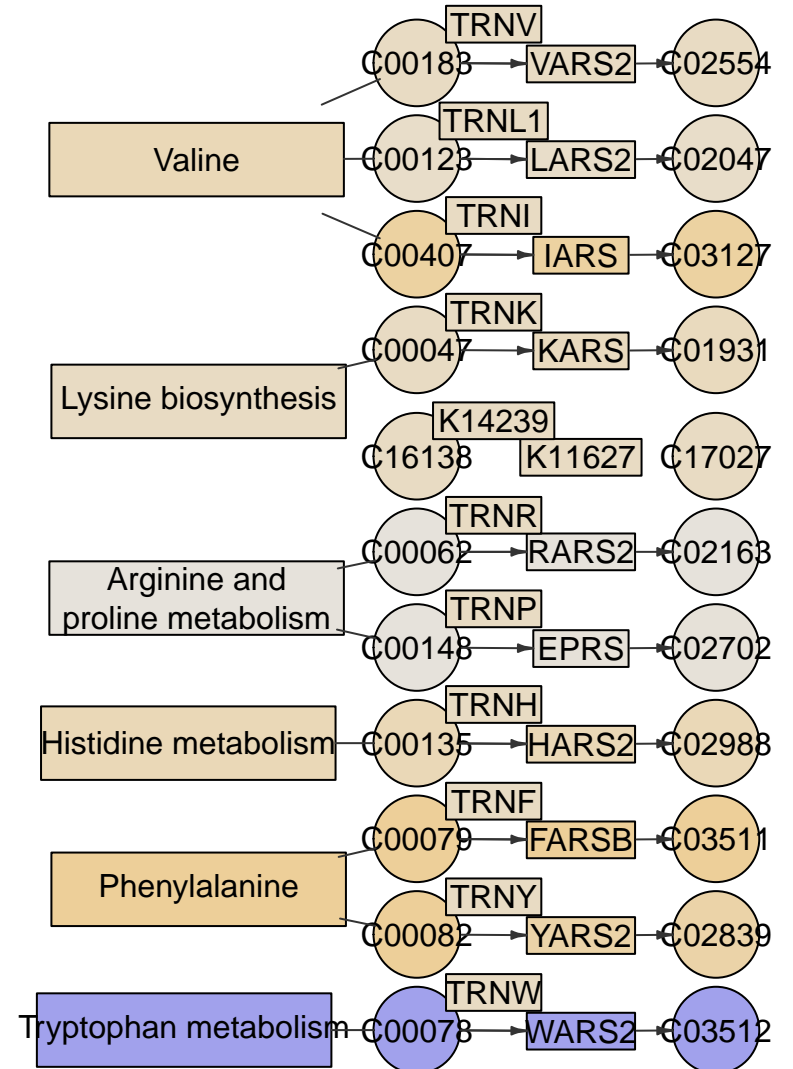 TRNV
C00183
VARS2
C02554
TRNL1
Valine
C00123
LARS2
C02047
TRNI
C00407
IARS
C03127
TRNK
C00047
KARS
C01931
Lysine biosynthesis
K14239
C16138
K11627
C17027
TRNR
C00062
RARS2
C02163
Arginine and
proline metabolism
TRNP
C00148
EPRS
C02702
TRNH
Histidine metabolism
C00135
HARS2
C02988
TRNF
C00079
FARSB
C03511
Phenylalanine
TRNY
C00082
YARS2
C02839
TRNW
Tryptophan metabolism
C00078
WARS2
C03512